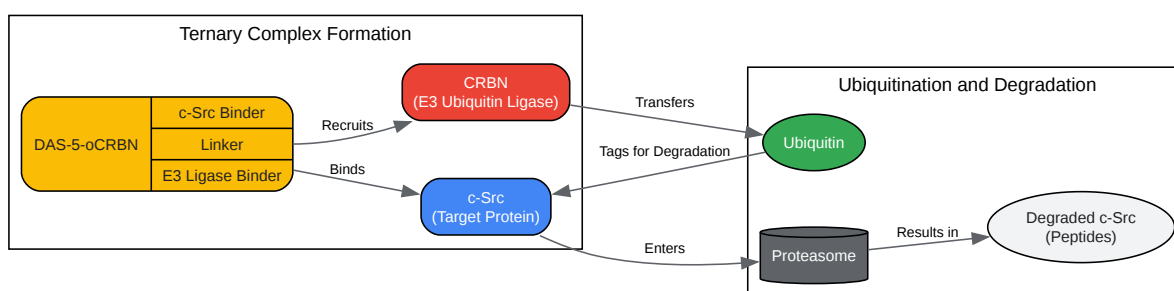 Ternary Complex Formation
DAS-5-oCRBN
c-Src Binder
Linker
E3 Ligase Binder
Recruits
Binds
CRBN
(E3 Ubiquitin Ligase)
c-Src
(Target Protein)
Transfers
Tags for Degradation
Enters
Ubiquitination and Degradation
Ubiquitin
Proteasome
Results in
Degraded c-Src
(Peptides)